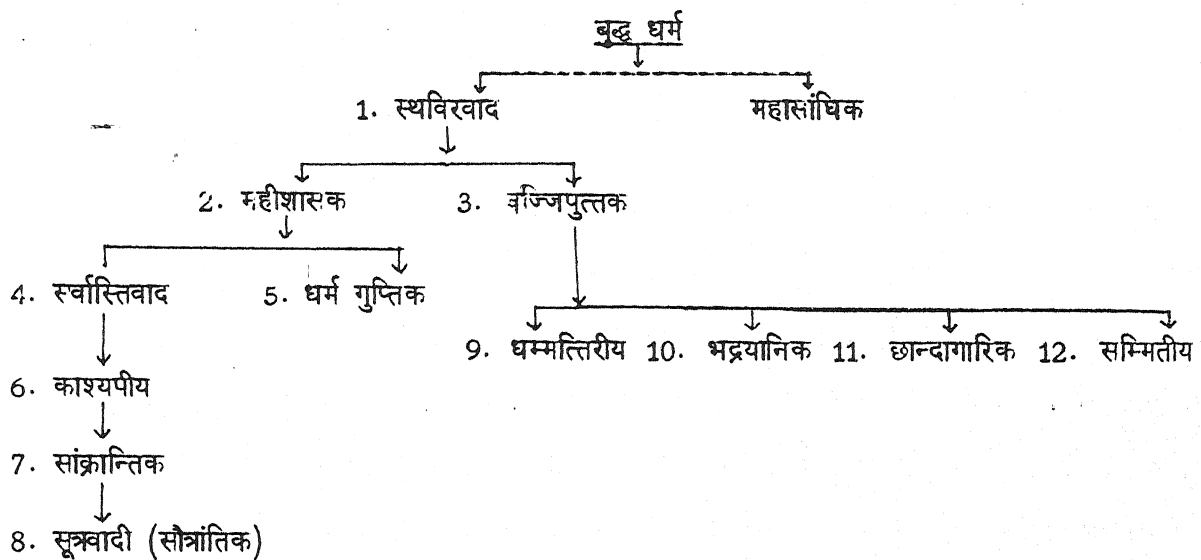 बुद्ध धर्म
1. स्थविरवाद महासांघिक
2. महीशासक 3. वज्जिपुत्तक
4. र्स्वास्तिवाद 5. धर्म गुप्तिक
9. धम्मत्तिरीय 10. भद्रयानिक 11. छान्दागारिक 12. सम्मितीय
6. काश्यपीय
7. सांक्रान्तिक
8. सूत्रवादी (सौत्रांतिक)